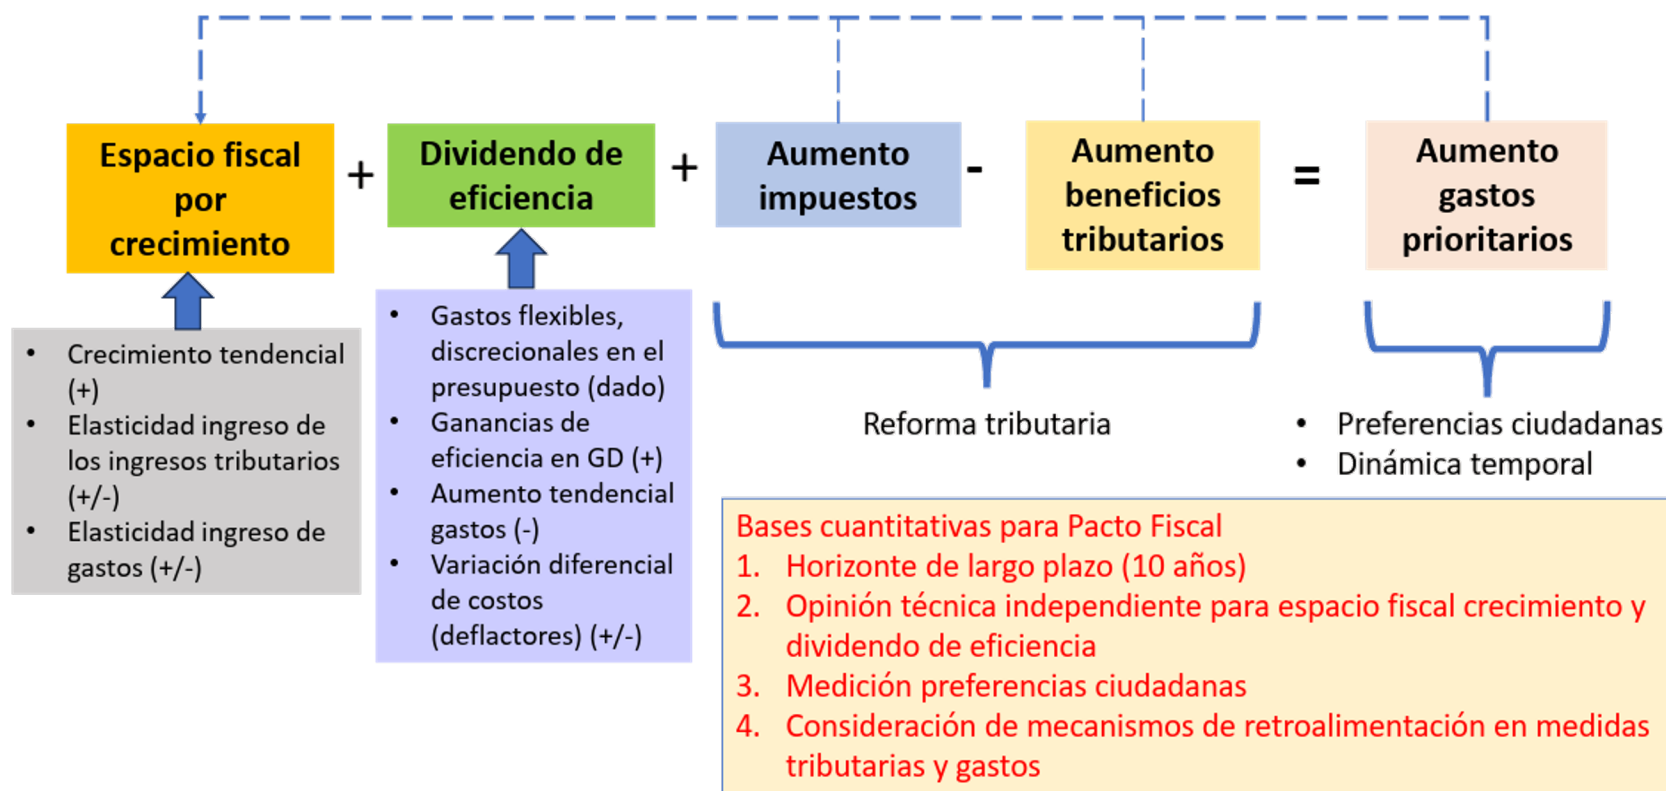 Espacio fiscal
por
crecimiento
+
Dividendo de
eficiencia
+
Aumento
impuestos
-
Aumento
beneficios
tributarios
=
Aumento
gastos
prioritarios
• Crecimiento tendencial
(+)
• Elasticidad ingreso de
los ingresos tributarios
(+/-)
• Elasticidad ingreso de
gastos (+/-)
• Gastos flexibles,
discrecionales en el
presupuesto (dado)
• Ganancias de
eficiencia en GD (+)
• Aumento tendencial
gastos (-)
• Variación diferencial
de costos
(deflactores) (+/-)
Reforma tributaria
• Preferencias ciudadanas
• Dinámica temporal
Bases cuantitativas para Pacto Fiscal
1. Horizonte de largo plazo (10 años)
2. Opinión técnica independiente para espacio fiscal crecimiento y
dividendo de eficiencia
3. Medición preferencias ciudadanas
4. Consideración de mecanismos de retroalimentación en medidas
tributarias y gastos